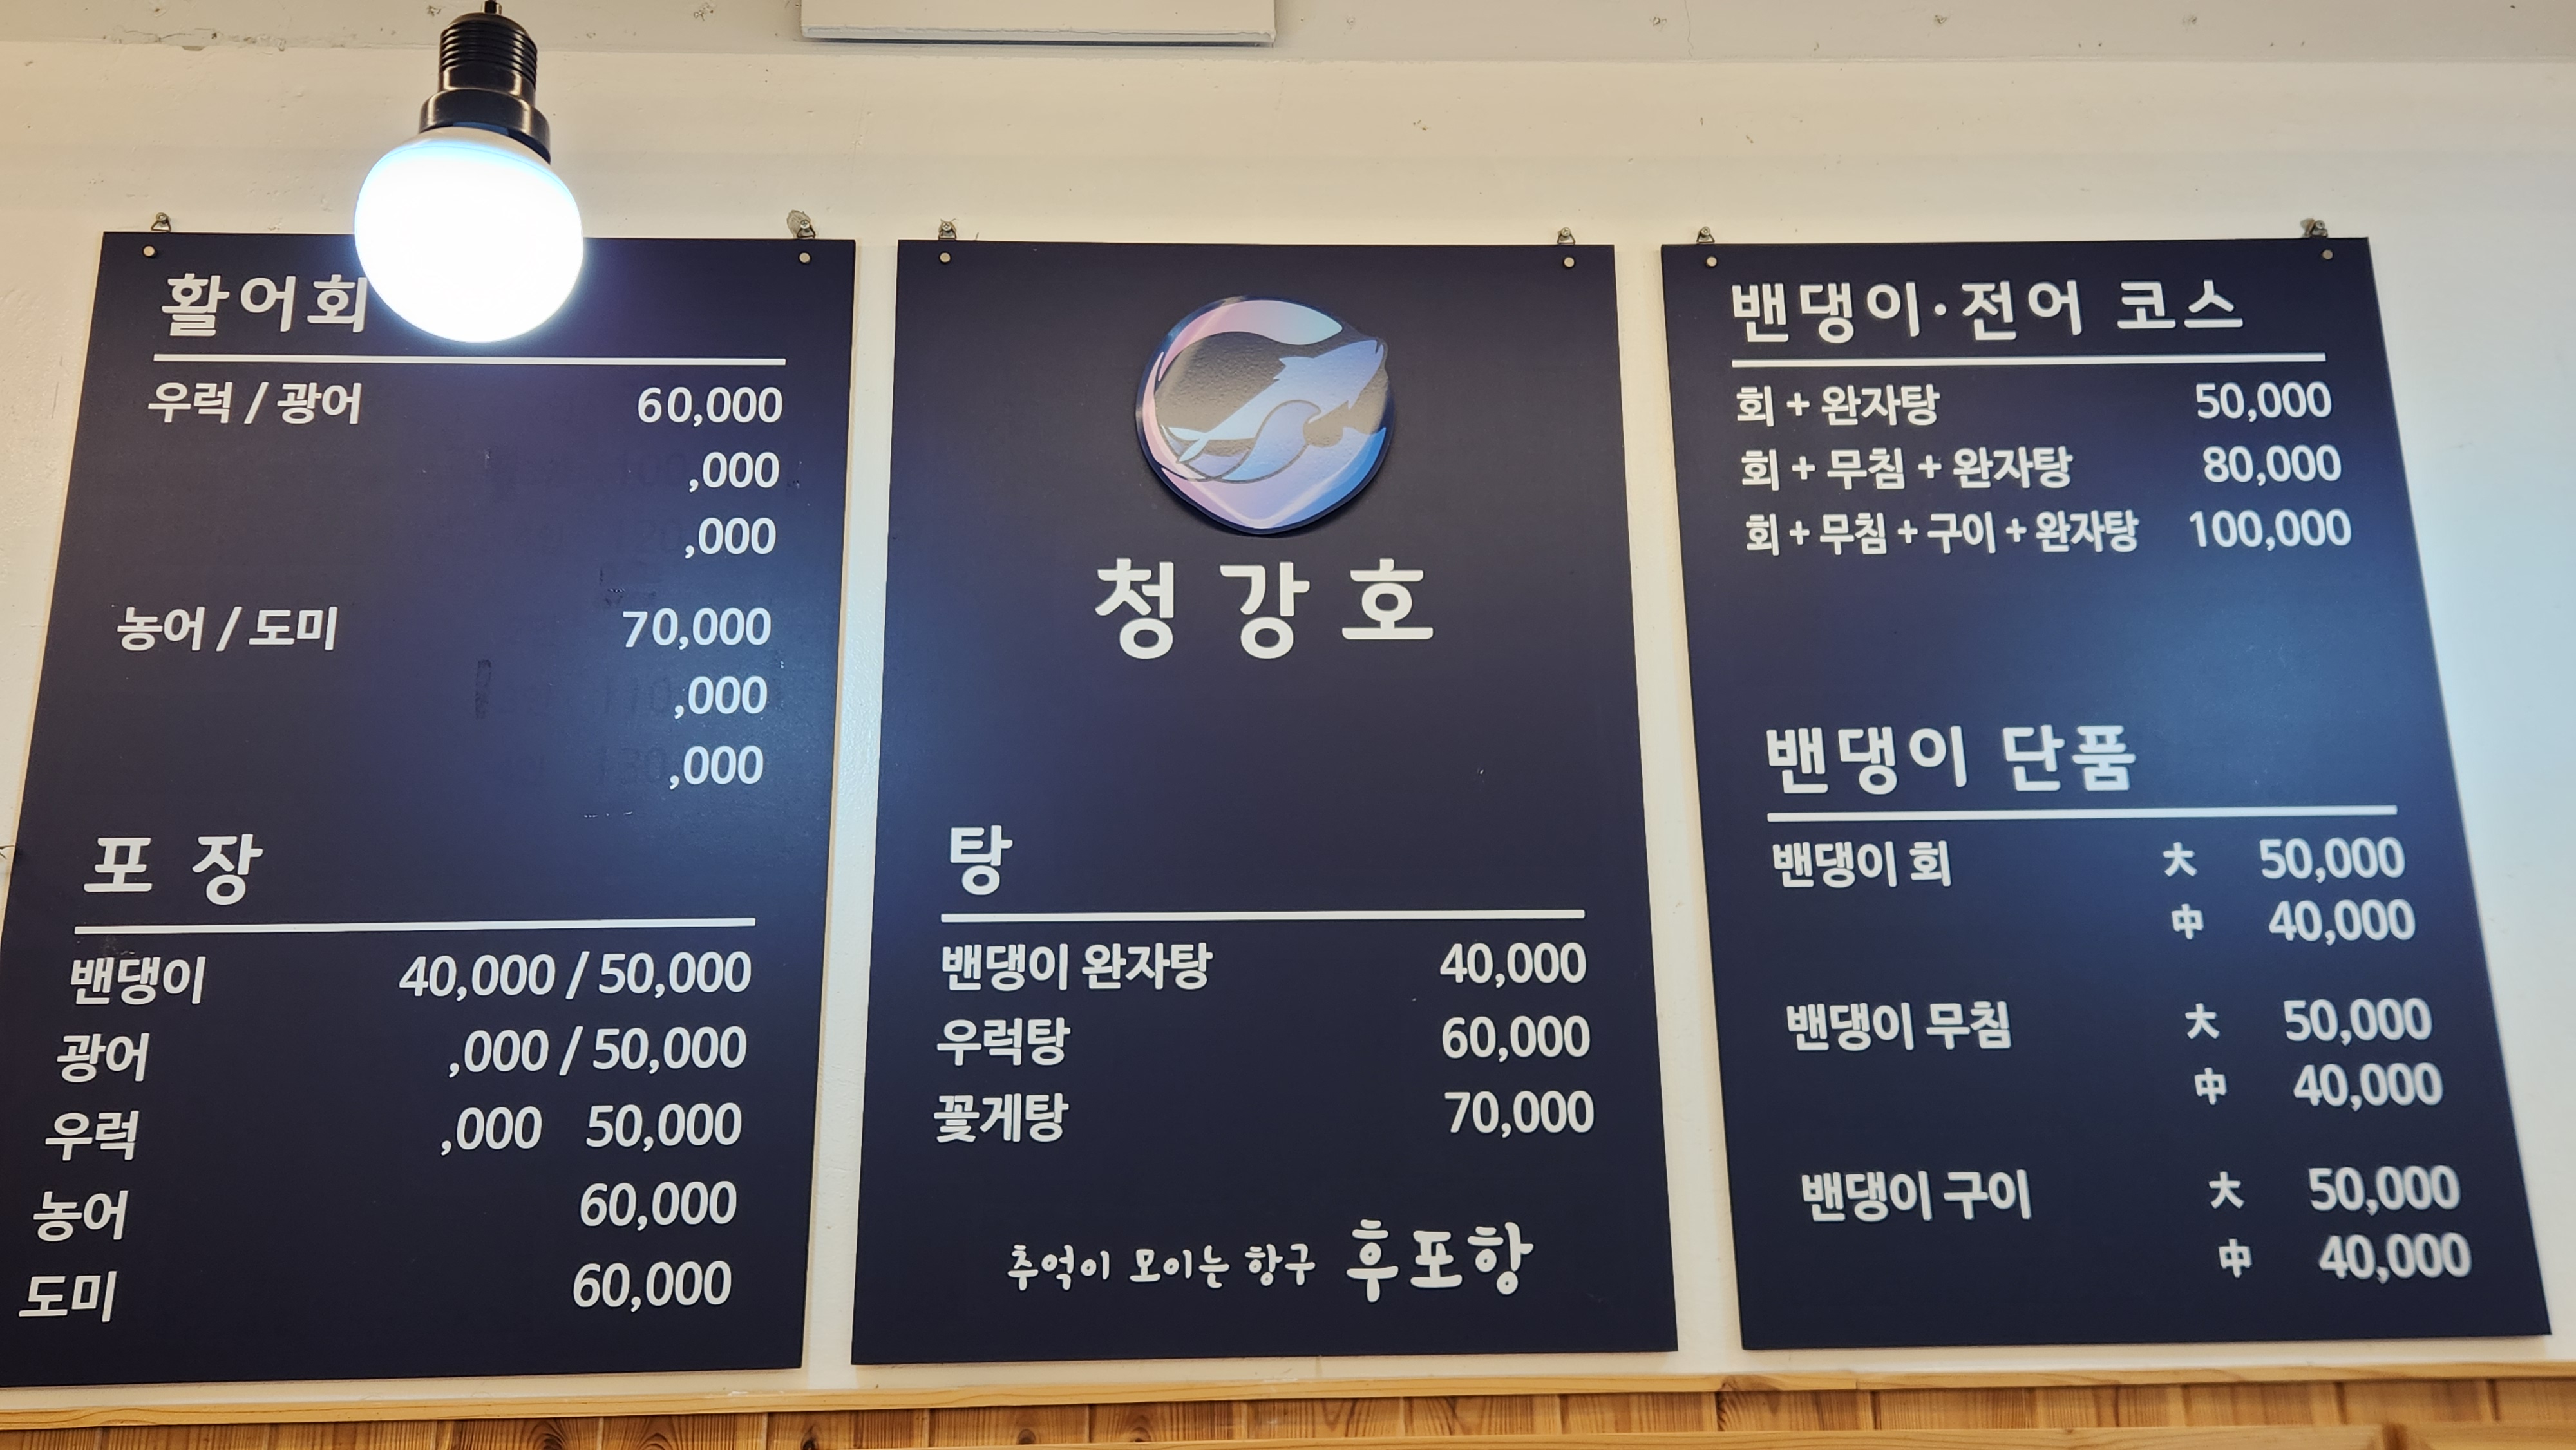 활어회
우럭 / 광어 60,000
,000
,000
농어 / 도미 70,000
,000
,000
포 장
밴댕이 40,000 / 50,000
광어 ,000 / 50,000
우럭 ,000 50,000
농어 60,000
도미 60,000
청강호
탕
밴댕이 완자탕 40,000
우럭탕 60,000
꽃게탕 70,000
추억이 모이는 항구 후포항
밴댕이·전어 코스
회 + 완자탕 50,000
회 + 무침 + 완자탕 80,000
회 + 무침 + 구이 + 완자탕 100,000
밴댕이 단품
밴댕이 회 大 50,000
中 40,000
밴댕이 무침 大 50,000
中 40,000
밴댕이 구이 大 50,000
中 40,000